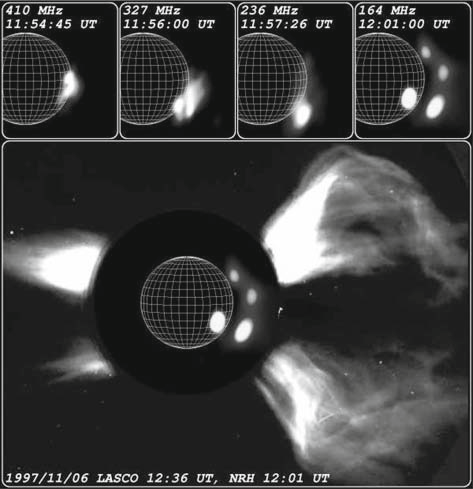 410 MHz
11:54:45 UT
327 MHz
11:56:00 UT
236 MHz
11:57:26 UT
164 MHz
12:01:00 UT
1997/11/06 LASCO 12:36 UT, NRH 12:01 UT